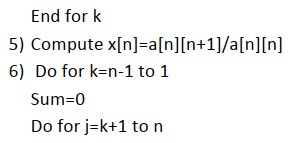 End for k
5) Compute x[n]=a[n][n+1]/a[n][n]
6) Do for k=n-1 to 1
Sum=0
Do for j=k+1 to n